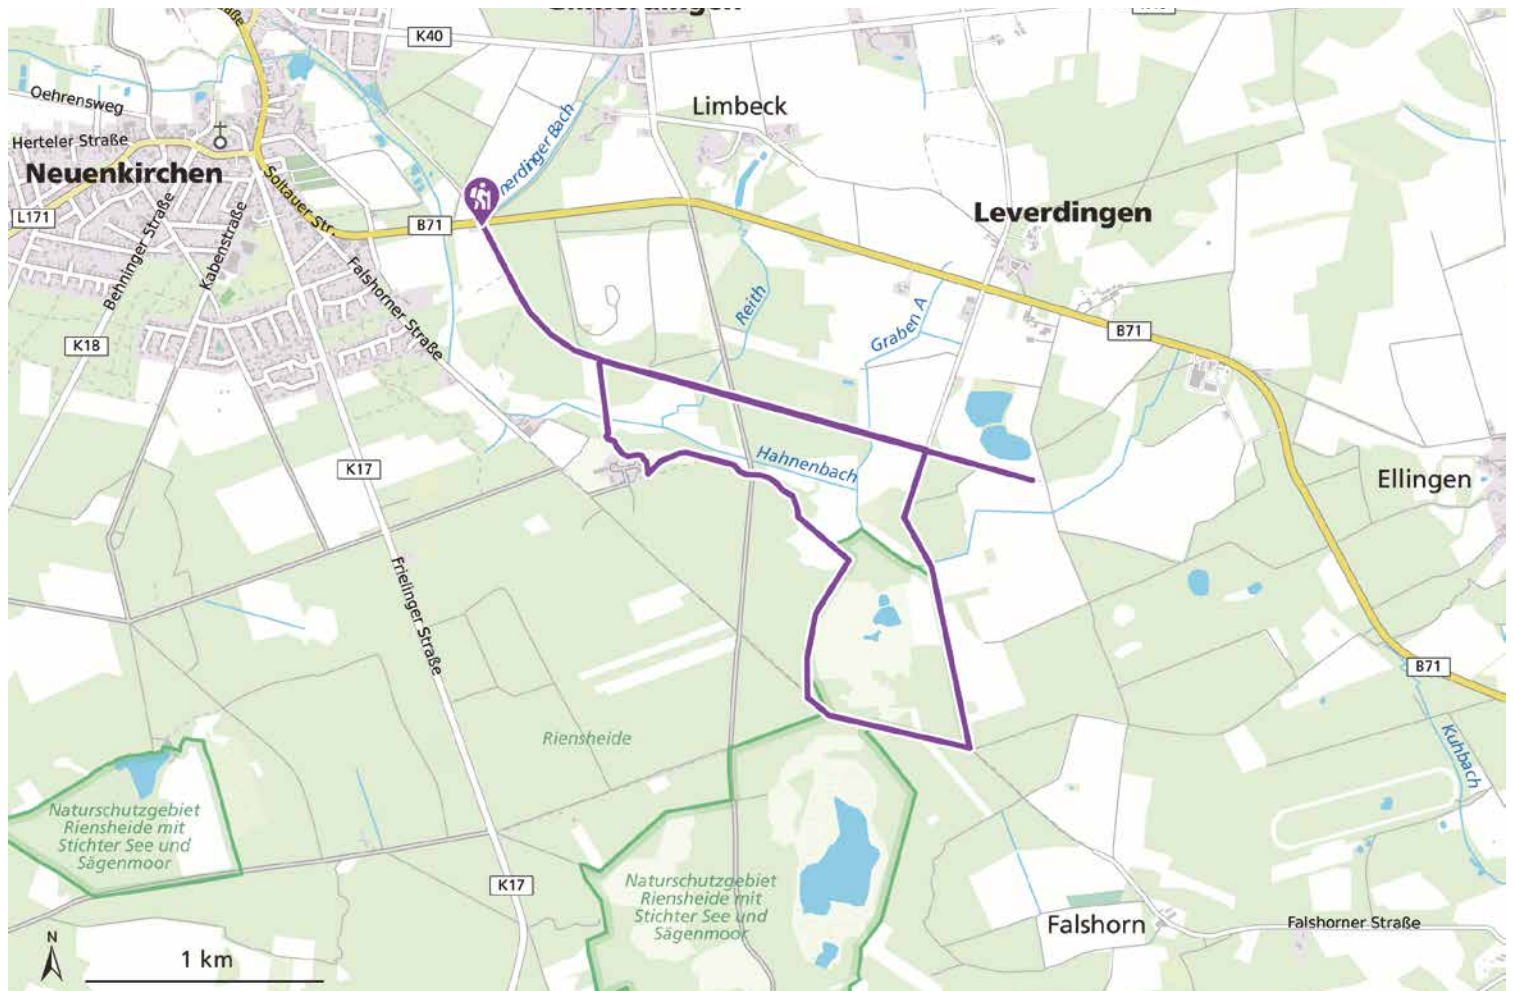 K40
Oehrensweg
Limbeck
Herteler Straße
Neuenkirchen
nerdinger Bach
L171
Soltauer Str.
B71
Leverdingen
Behninger Straße
Kabenstraße
Falshorner Straße
Reith
Graben A
B71
K18
K17
Hahnenbach
Ellingen
Frielinger Straße
B71
Riensheide
Kuhbach
Naturschutzgebiet
Riensheide mit
Stichter See und
Sägenmoor
K17
Naturschutzgebiet
Riensheide mit
Stichter See und
Sägenmoor
Falshorn
Falshorner Straße
N
1 km